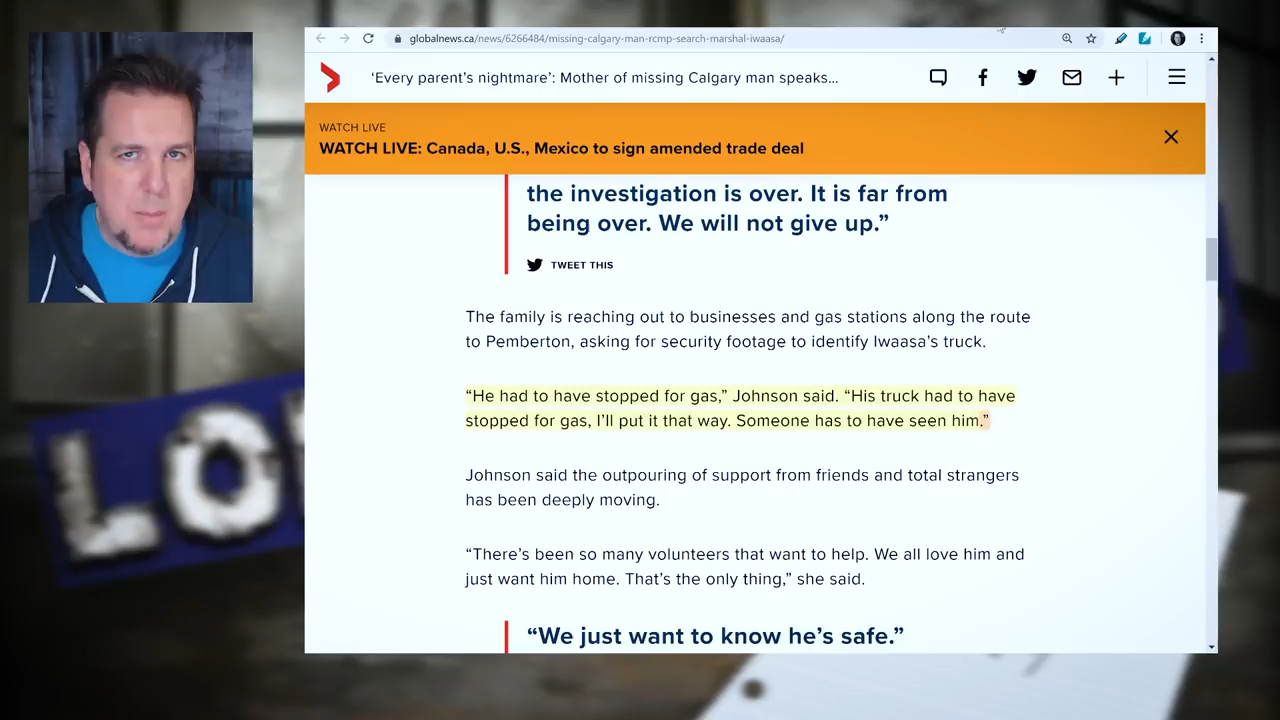 globalnews.ca/news/6266484/missing-calgary-man-rcmp-search-marshal-iwaasa/
‘Every parent’s nightmare’: Mother of missing Calgary man speaks...
WATCH LIVE
WATCH LIVE: Canada, U.S., Mexico to sign amended trade deal
the investigation is over. It is far from
being over. We will not give up.”
TWEET THIS
The family is reaching out to businesses and gas stations along the route
to Pemberton, asking for security footage to identify Iwaasa’s truck.
“He had to have stopped for gas,” Johnson said. “His truck had to have
stopped for gas, I’ll put it that way. Someone has to have seen him.”
Johnson said the outpouring of support from friends and total strangers
has been deeply moving.
“There’s been so many volunteers that want to help. We all love him and
just want him home. That’s the only thing,” she said.
“We just want to know he’s safe.”